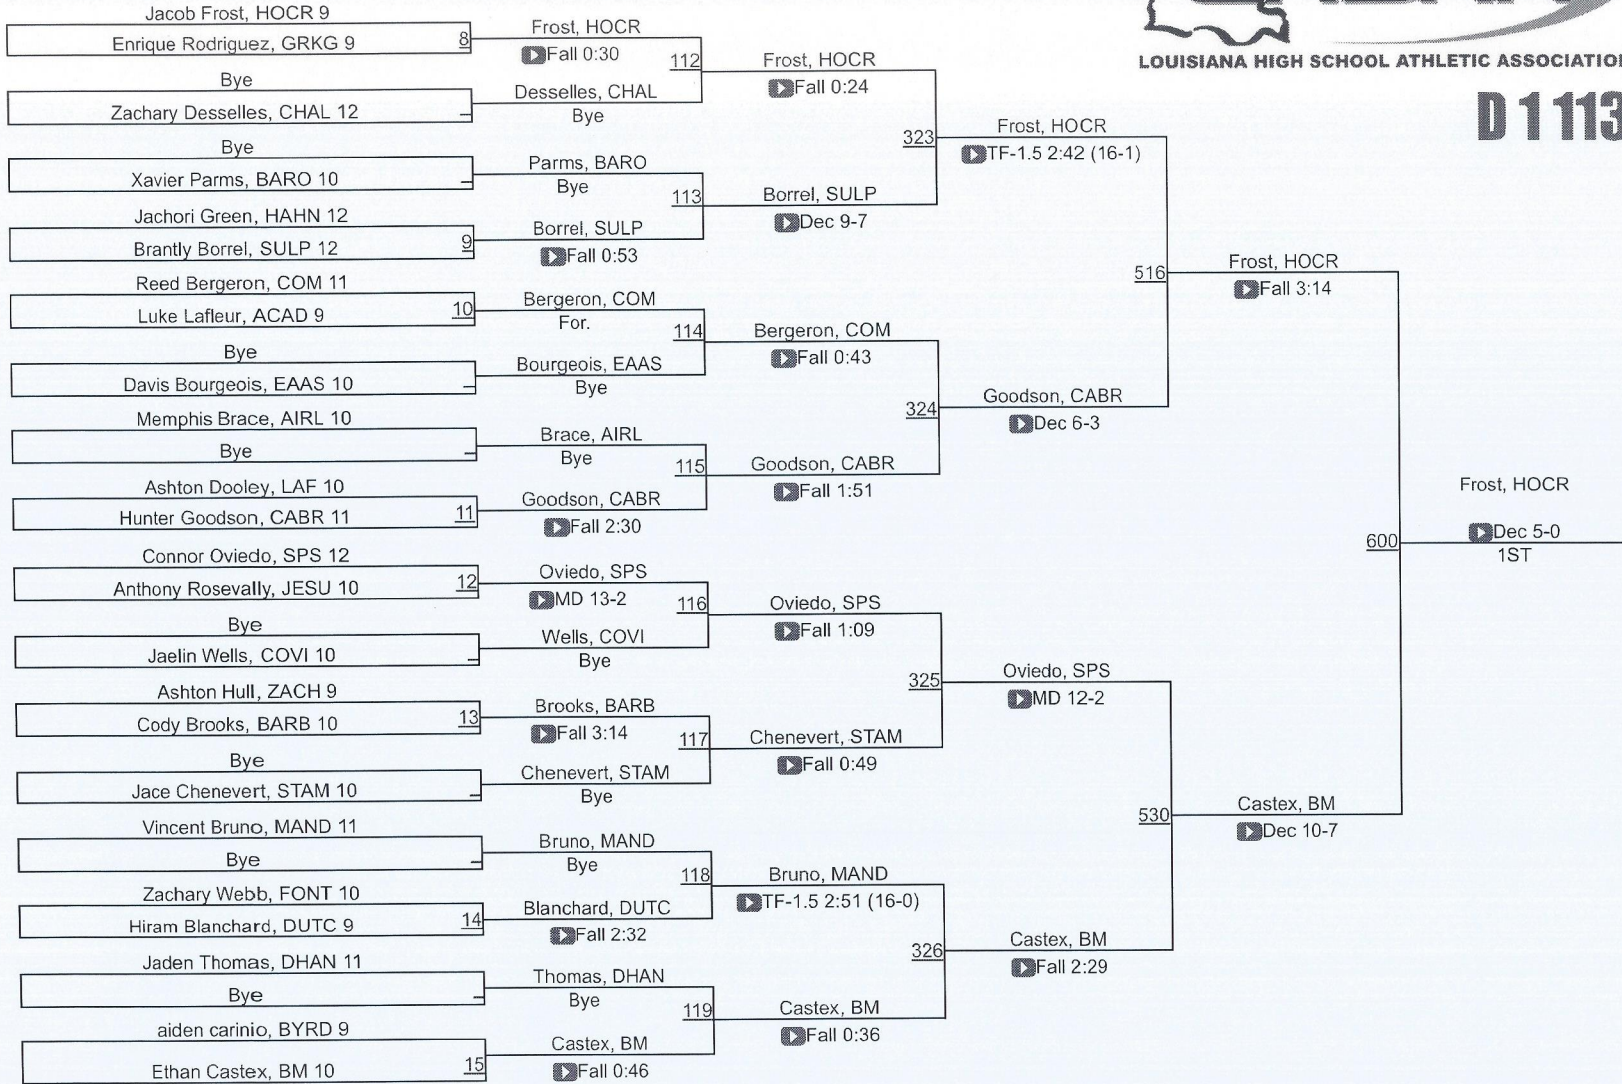 LOUISIANA HIGH SCHOOL ATHLETIC ASSOCIATION
D 1 113
Jacob Frost, HOCR 9
Enrique Rodriguez, GRKG 9
8
Bye
Zachary Desselles, CHAL 12
Bye
Xavier Parms, BARO 10
Jachori Green, HAHN 12
Brantly Borrel, SULP 12
9
Reed Bergeron, COM 11
Luke Lafleur, ACAD 9
10
Bye
Davis Bourgeois, EAAS 10
Memphis Brace, AIRL 10
Bye
Ashton Dooley, LAF 10
Hunter Goodson, CABR 11
11
Connor Oviedo, SPS 12
Anthony Rosevally, JESU 10
12
Bye
Jaelin Wells, COVI 10
Ashton Hull, ZACH 9
Cody Brooks, BARB 10
13
Bye
Jace Chenevert, STAM 10
Vincent Bruno, MAND 11
Bye
Zachary Webb, FONT 10
Hiram Blanchard, DUTC 9
14
Jaden Thomas, DHAN 11
Bye
aiden carinio, BYRD 9
Ethan Castex, BM 10
15
Frost, HOCR
Fall 0:30
112
Desselles, CHAL
Bye
Parms, BARO
Bye
113
Borrel, SULP
Fall 0:53
Bergeron, COM
For.
114
Bourgeois, EAAS
Bye
Brace, AIRL
Bye
115
Goodson, CABR
Fall 2:30
Oviedo, SPS
MD 13-2
116
Wells, COVI
Bye
Brooks, BARB
Fall 3:14
117
Chenevert, STAM
Bye
Bruno, MAND
Bye
118
Blanchard, DUTC
Fall 2:32
Thomas, DHAN
Bye
119
Castex, BM
Fall 0:46
Frost, HOCR
Fall 0:24
323
Borrel, SULP
Dec 9-7
Bergeron, COM
Fall 0:43
324
Goodson, CABR
Fall 1:51
Oviedo, SPS
Fall 1:09
325
Chenevert, STAM
Fall 0:49
Bruno, MAND
TF-1.5 2:51 (16-0)
326
Castex, BM
Fall 0:36
Frost, HOCR
TF-1.5 2:42 (16-1)
516
Goodson, CABR
Dec 6-3
Oviedo, SPS
MD 12-2
530
Castex, BM
Fall 2:29
Frost, HOCR
Fall 3:14
600
Castex, BM
Dec 10-7
Frost, HOCR
Dec 5-0
1ST